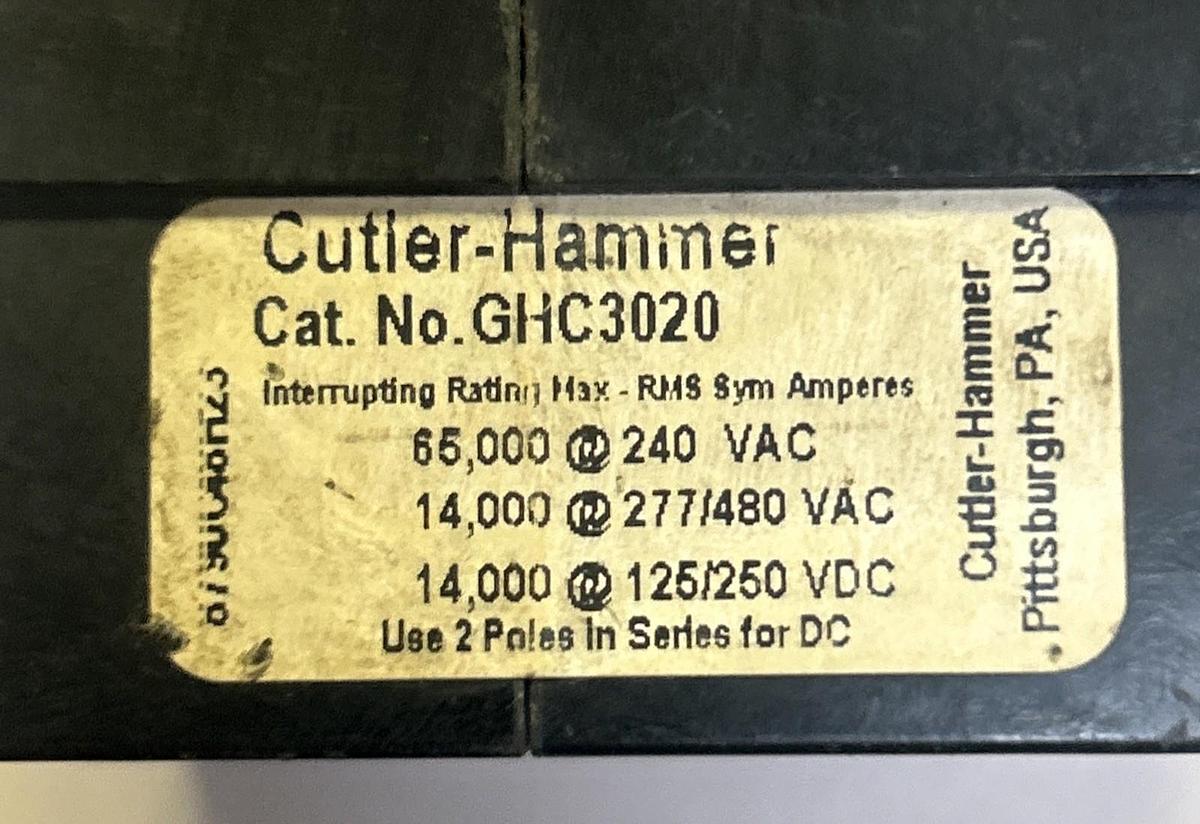 Cutler-Hammer
Cat. No. GHC3020
Interrupting Rating Max - RMS Sym Amperes
65,000 @ 240 VAC
14,000 @ 277/480 VAC
14,000 @ 125/250 VDC
Use 2 Poles in Series for DC
Cutler-Hammer
Pittsburgh, PA, USA